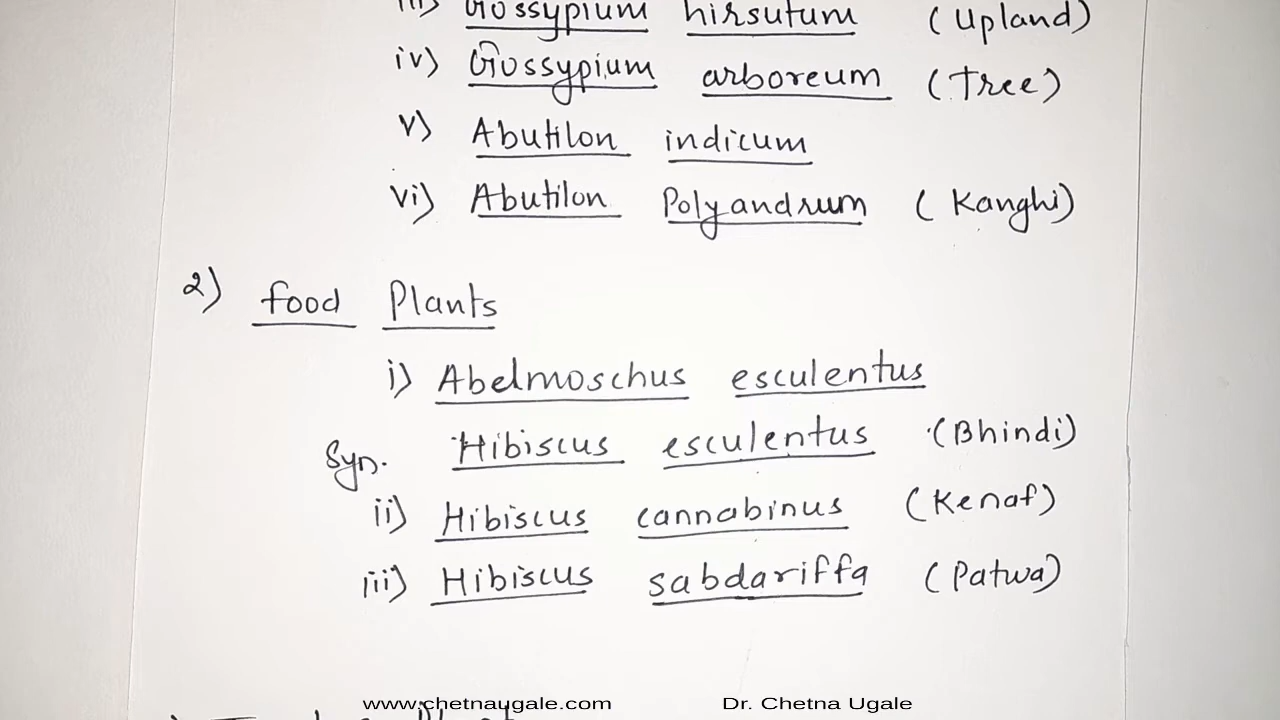 iii) Gossypium hirsutum (Upland)
iv) Gossypium arboreum (Tree)
v) Abutilon indicum
vi) Abutilon Polyandrum (Kanghi)
2) food Plants
i) Abelmoschus esculentus
Syn. Hibiscus esculentus (Bhindi)
ii) Hibiscus cannabinus (Kenaf)
iii) Hibiscus sabdariffa (Patwa)
www.chetnaugale.com Dr. Chetna Ugale